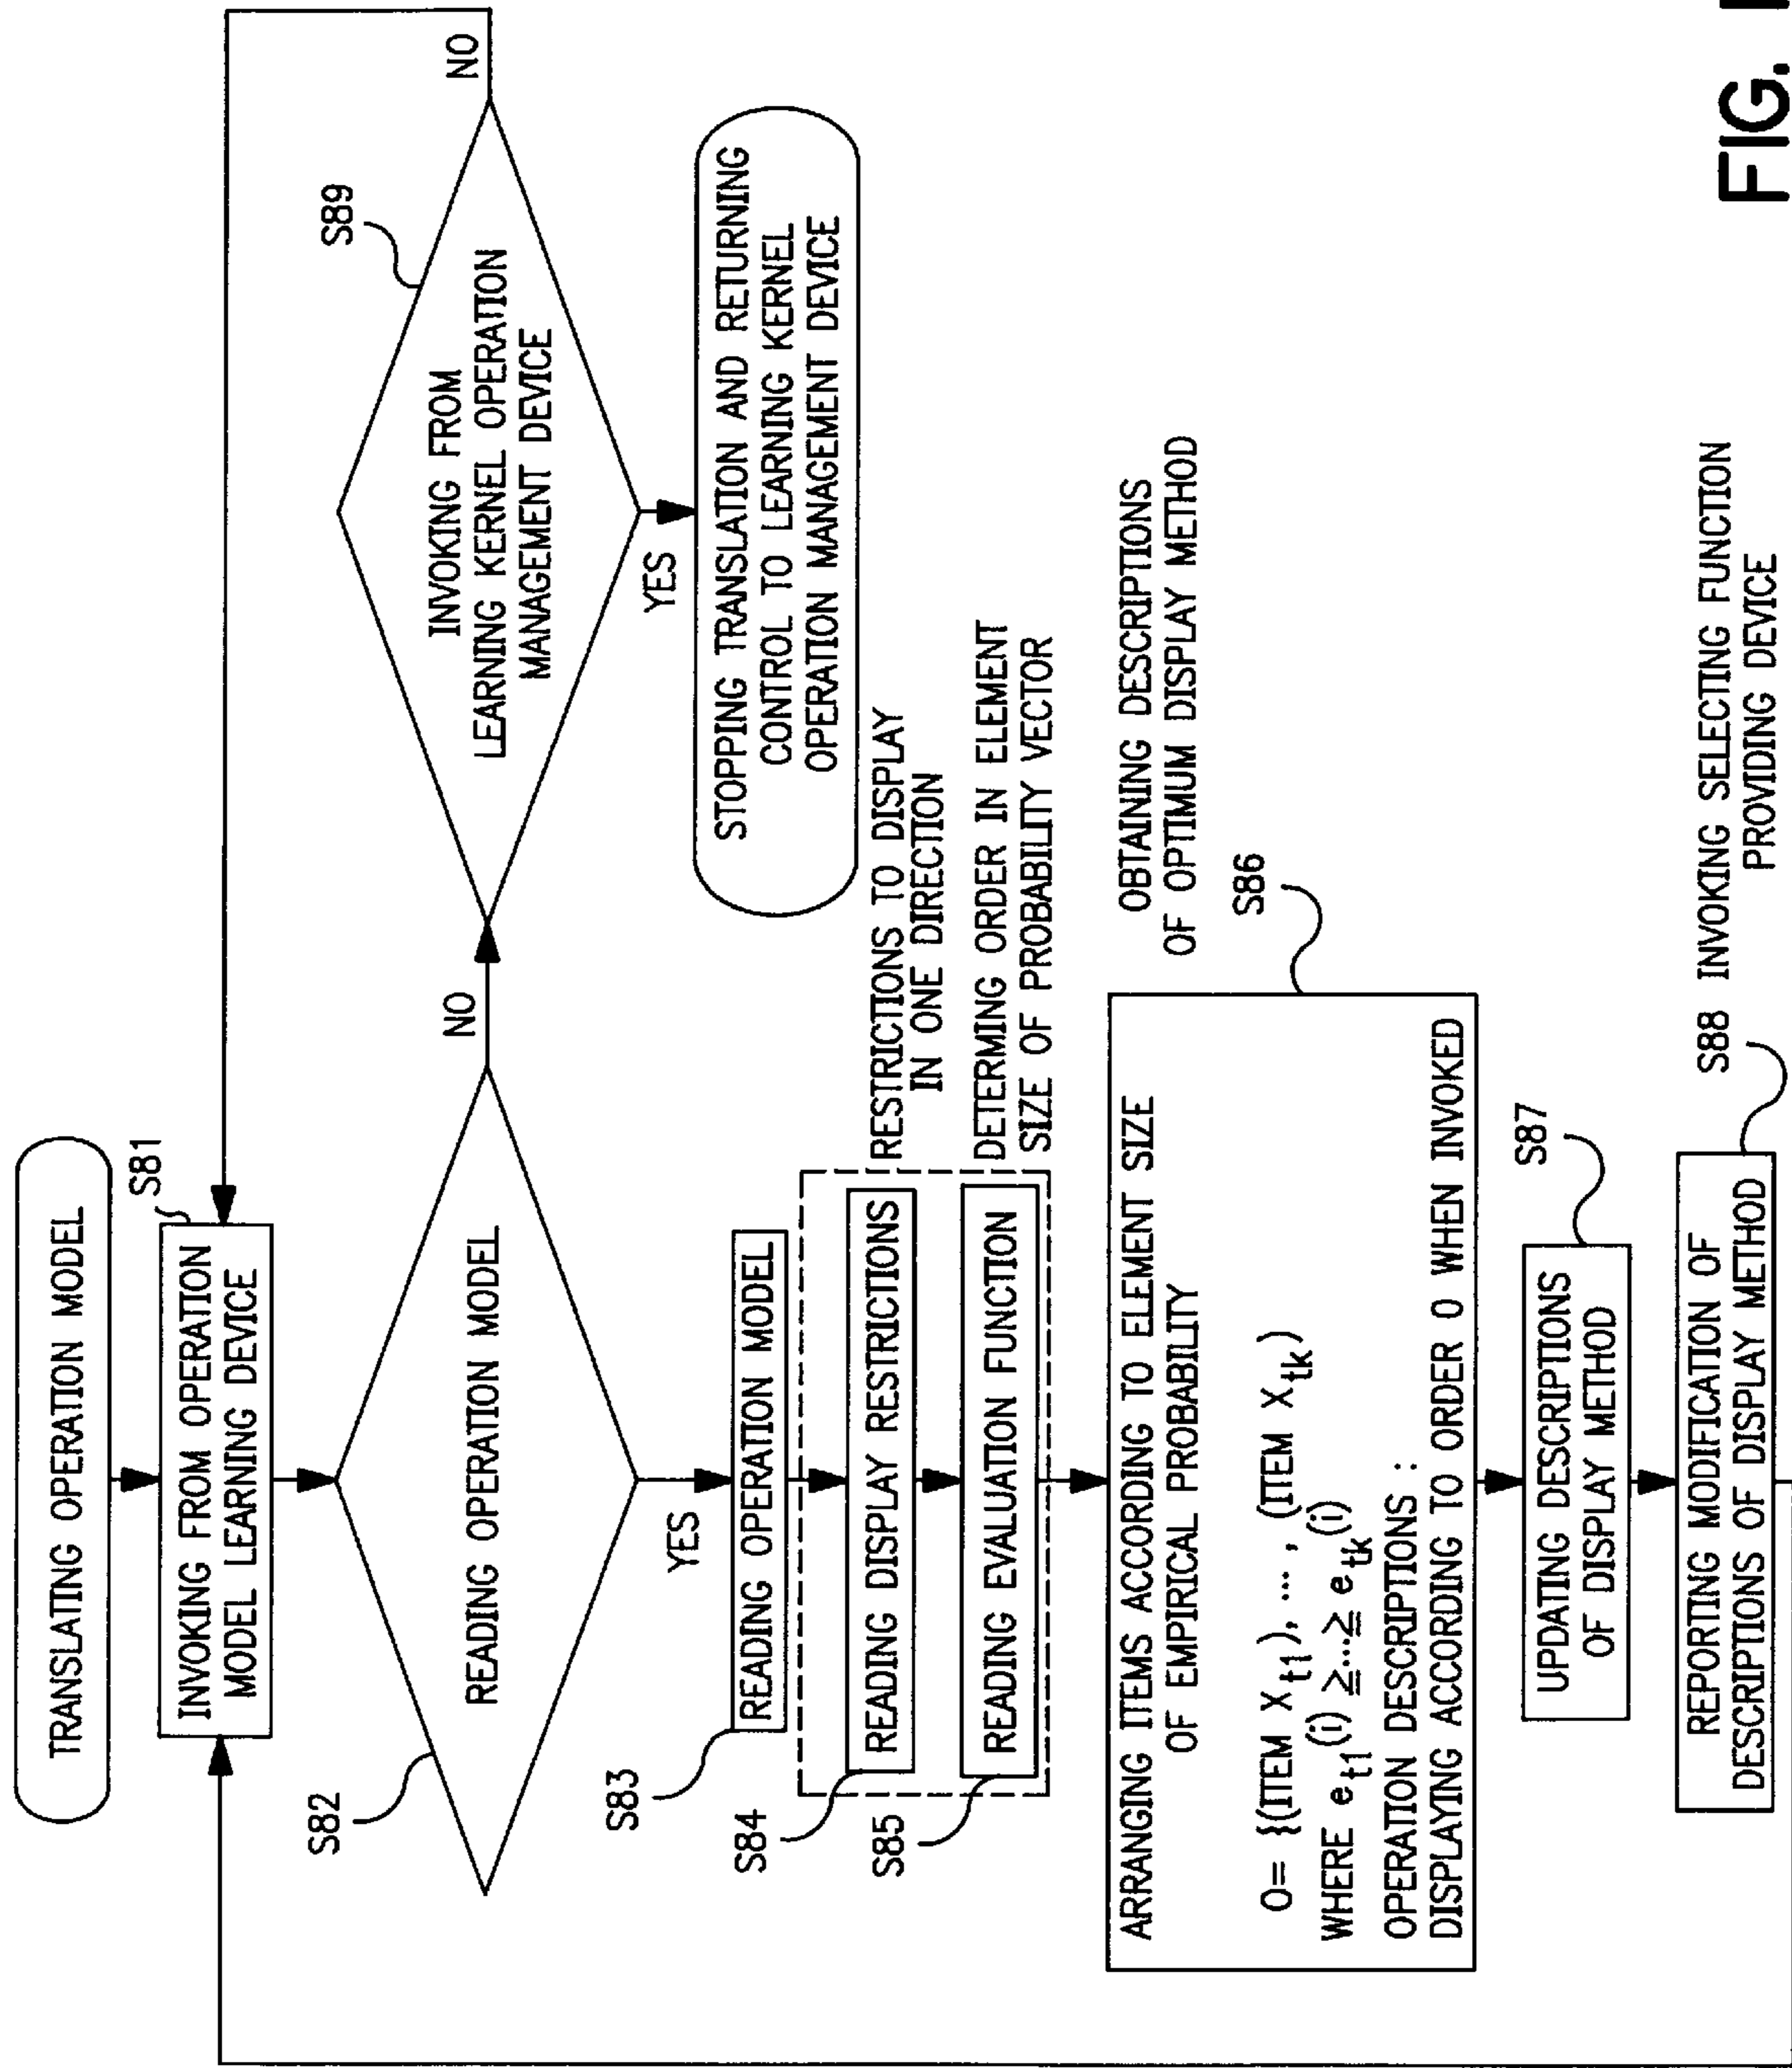 TRANSLATING OPERATION MODEL
S81
INVOKING FROM OPERATION
MODEL LEARNING DEVICE
S82
READING OPERATION MODEL
NO
YES
S89
INVOKING FROM
LEARNING KERNEL OPERATION
MANAGEMENT DEVICE
NO
YES
STOPPING TRANSLATION AND RETURNING
CONTROL TO LEARNING KERNEL
OPERATION MANAGEMENT DEVICE
S83
READING OPERATION MODEL
S84
READING DISPLAY RESTRICTIONS
RESTRICTIONS TO DISPLAY
IN ONE DIRECTION
S85
READING EVALUATION FUNCTION
DETERMING ORDER IN ELEMENT
SIZE OF PROBABILITY VECTOR
ARRANGING ITEMS ACCORDING TO ELEMENT SIZE
OF EMPIRICAL PROBABILITY
O= {(ITEM X_t1), ... , (ITEM X_tk)
WHERE e_t1^(i) ≧...≧ e_tk^(i)
OPERATION DESCRIPTIONS :
DISPLAYING ACCORDING TO ORDER O WHEN INVOKED
S86
OBTAINING DESCRIPTIONS
OF OPTIMUM DISPLAY METHOD
UPDATING DESCRIPTIONS
OF DISPLAY METHOD
S87
REPORTING MODIFICATION OF
DESCRIPTIONS OF DISPLAY METHOD
S88 INVOKING SELECTING FUNCTION
PROVIDING DEVICE
FIG.